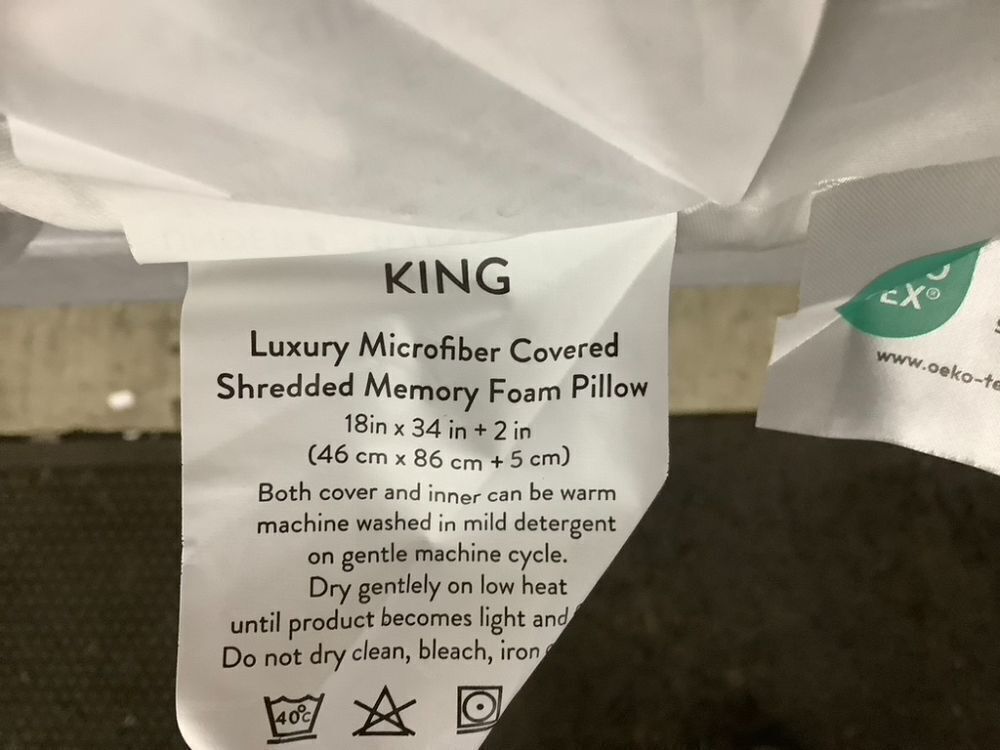 KING
Luxury Microfiber Covered
Shredded Memory Foam Pillow
18in x 34 in + 2 in
(46 cm x 86 cm + 5 cm)
Both cover and inner can be warm
machine washed in mild detergent
on gentle machine cycle.
Dry gentlely on low heat
until product becomes light and
Do not dry clean, bleach, iron
40°C
EX®
www.oeko-te